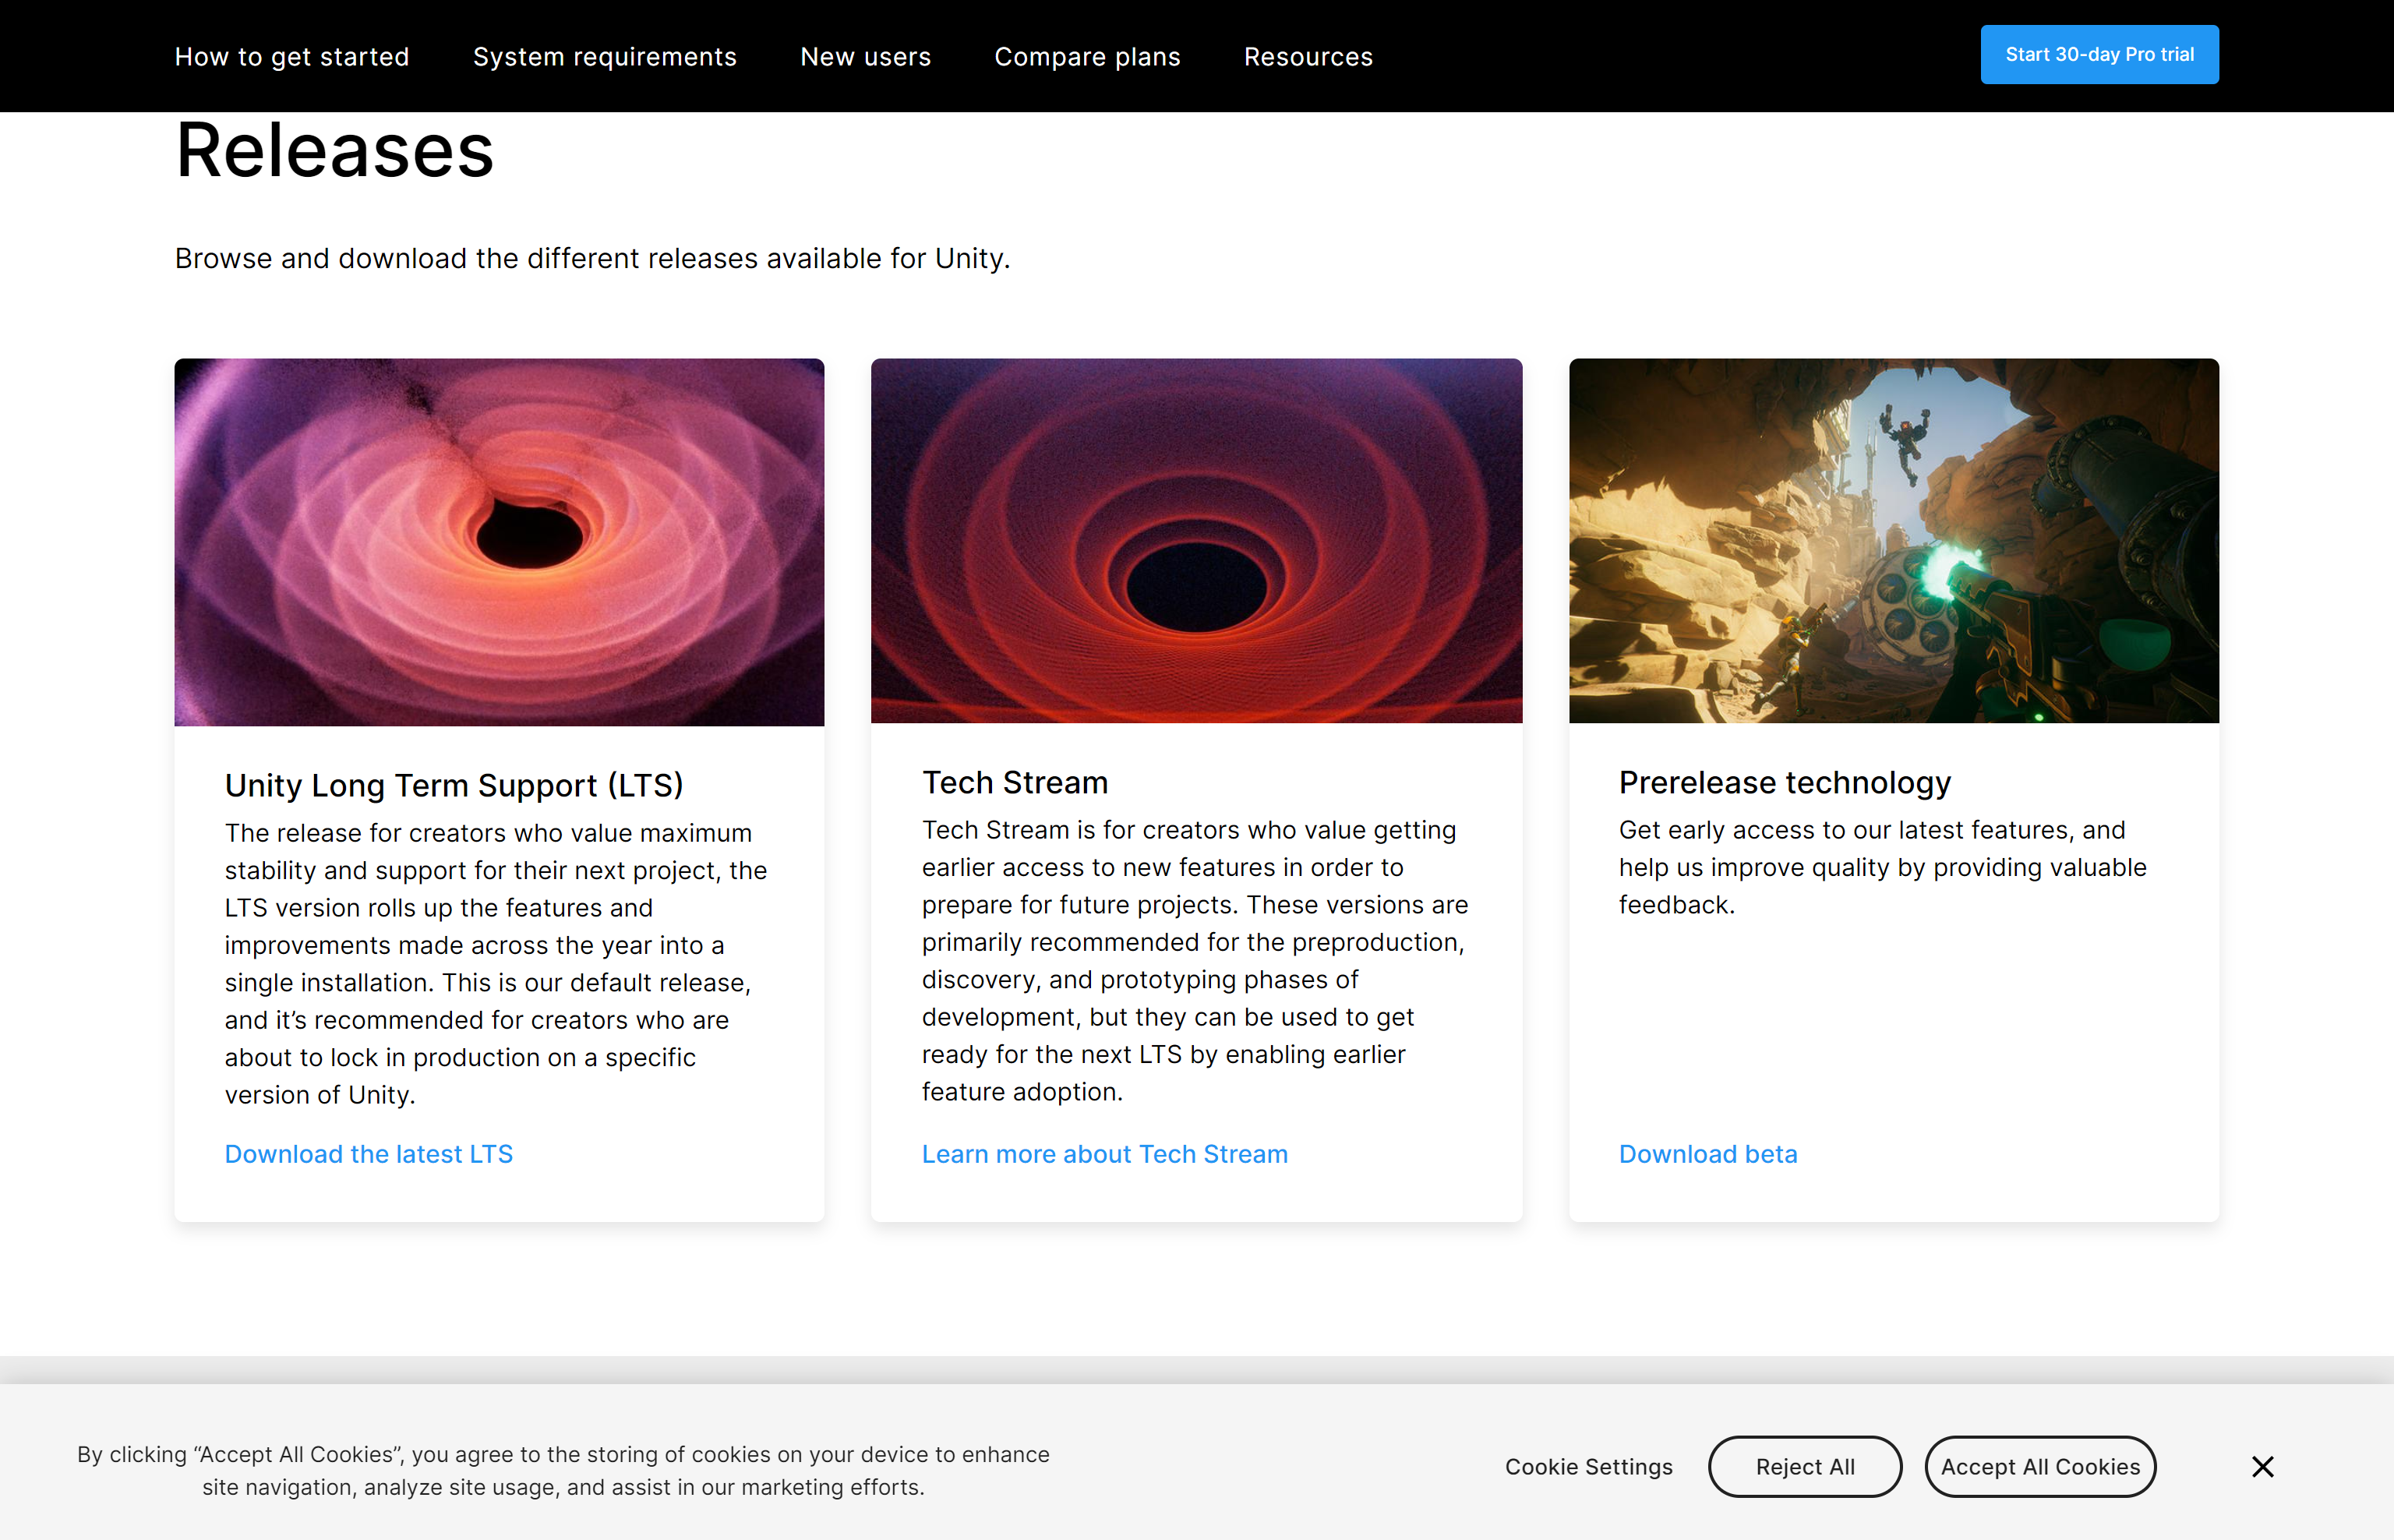 How to get started
System requirements
New users
Compare plans
Resources
Start 30-day Pro trial
Releases
Browse and download the different releases available for Unity.
Unity Long Term Support (LTS)
The release for creators who value maximum
stability and support for their next project, the
LTS version rolls up the features and
improvements made across the year into a
single installation. This is our default release,
and it’s recommended for creators who are
about to lock in production on a specific
version of Unity.
Download the latest LTS
Tech Stream
Tech Stream is for creators who value getting
earlier access to new features in order to
prepare for future projects. These versions are
primarily recommended for the preproduction,
discovery, and prototyping phases of
development, but they can be used to get
ready for the next LTS by enabling earlier
feature adoption.
Learn more about Tech Stream
Prerelease technology
Get early access to our latest features, and
help us improve quality by providing valuable
feedback.
Download beta
By clicking “Accept All Cookies”, you agree to the storing of cookies on your device to enhance
site navigation, analyze site usage, and assist in our marketing efforts.
Cookie Settings
Reject All
Accept All Cookies